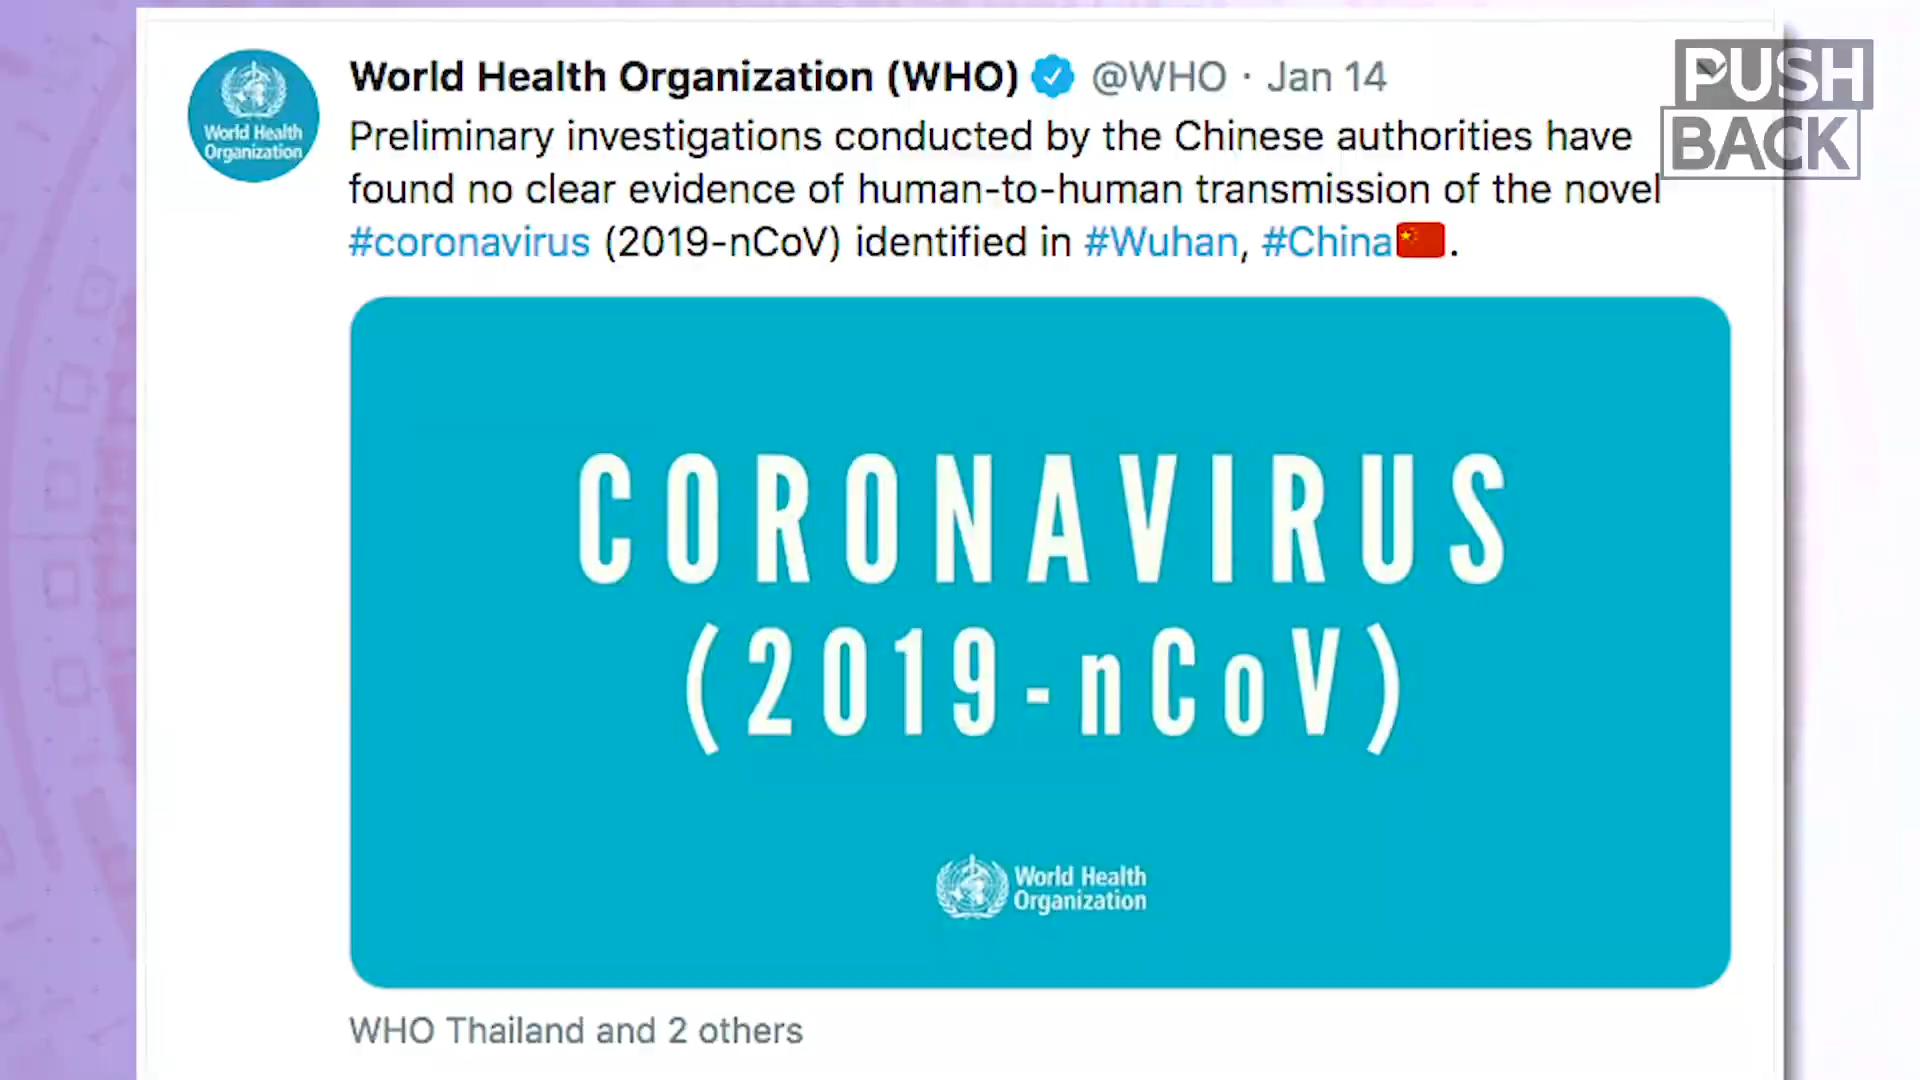 World Health Organization (WHO) @WHO · Jan 14
Preliminary investigations conducted by the Chinese authorities have
found no clear evidence of human-to-human transmission of the novel
#coronavirus (2019-nCoV) identified in #Wuhan, #China🇨🇳.
World Health
Organization
PUSH
BACK
CORONAVIRUS
(2019-nCoV)
World Health
Organization
WHO Thailand and 2 others